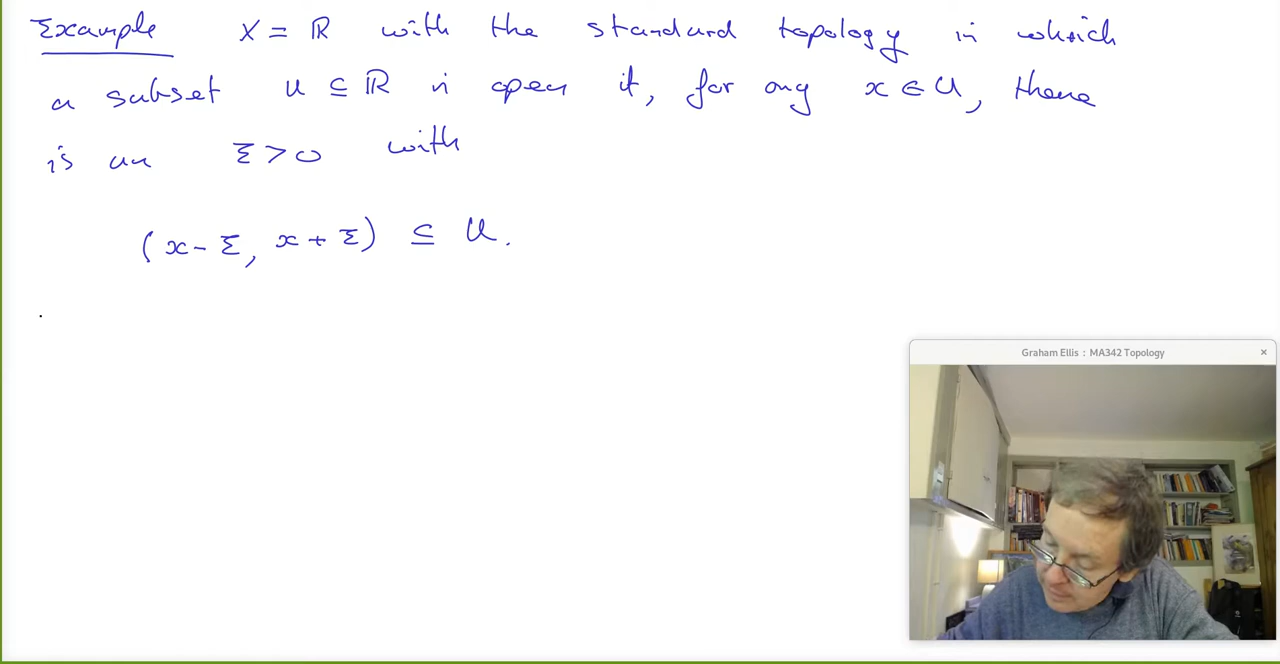 Example X = ℝ with the standard topology in which
a subset U ⊆ ℝ is open if, for any x ∈ U, there
is an ε > 0 with
(x - ε, x + ε) ⊆ U.
Graham Ellis : MA342 Topology